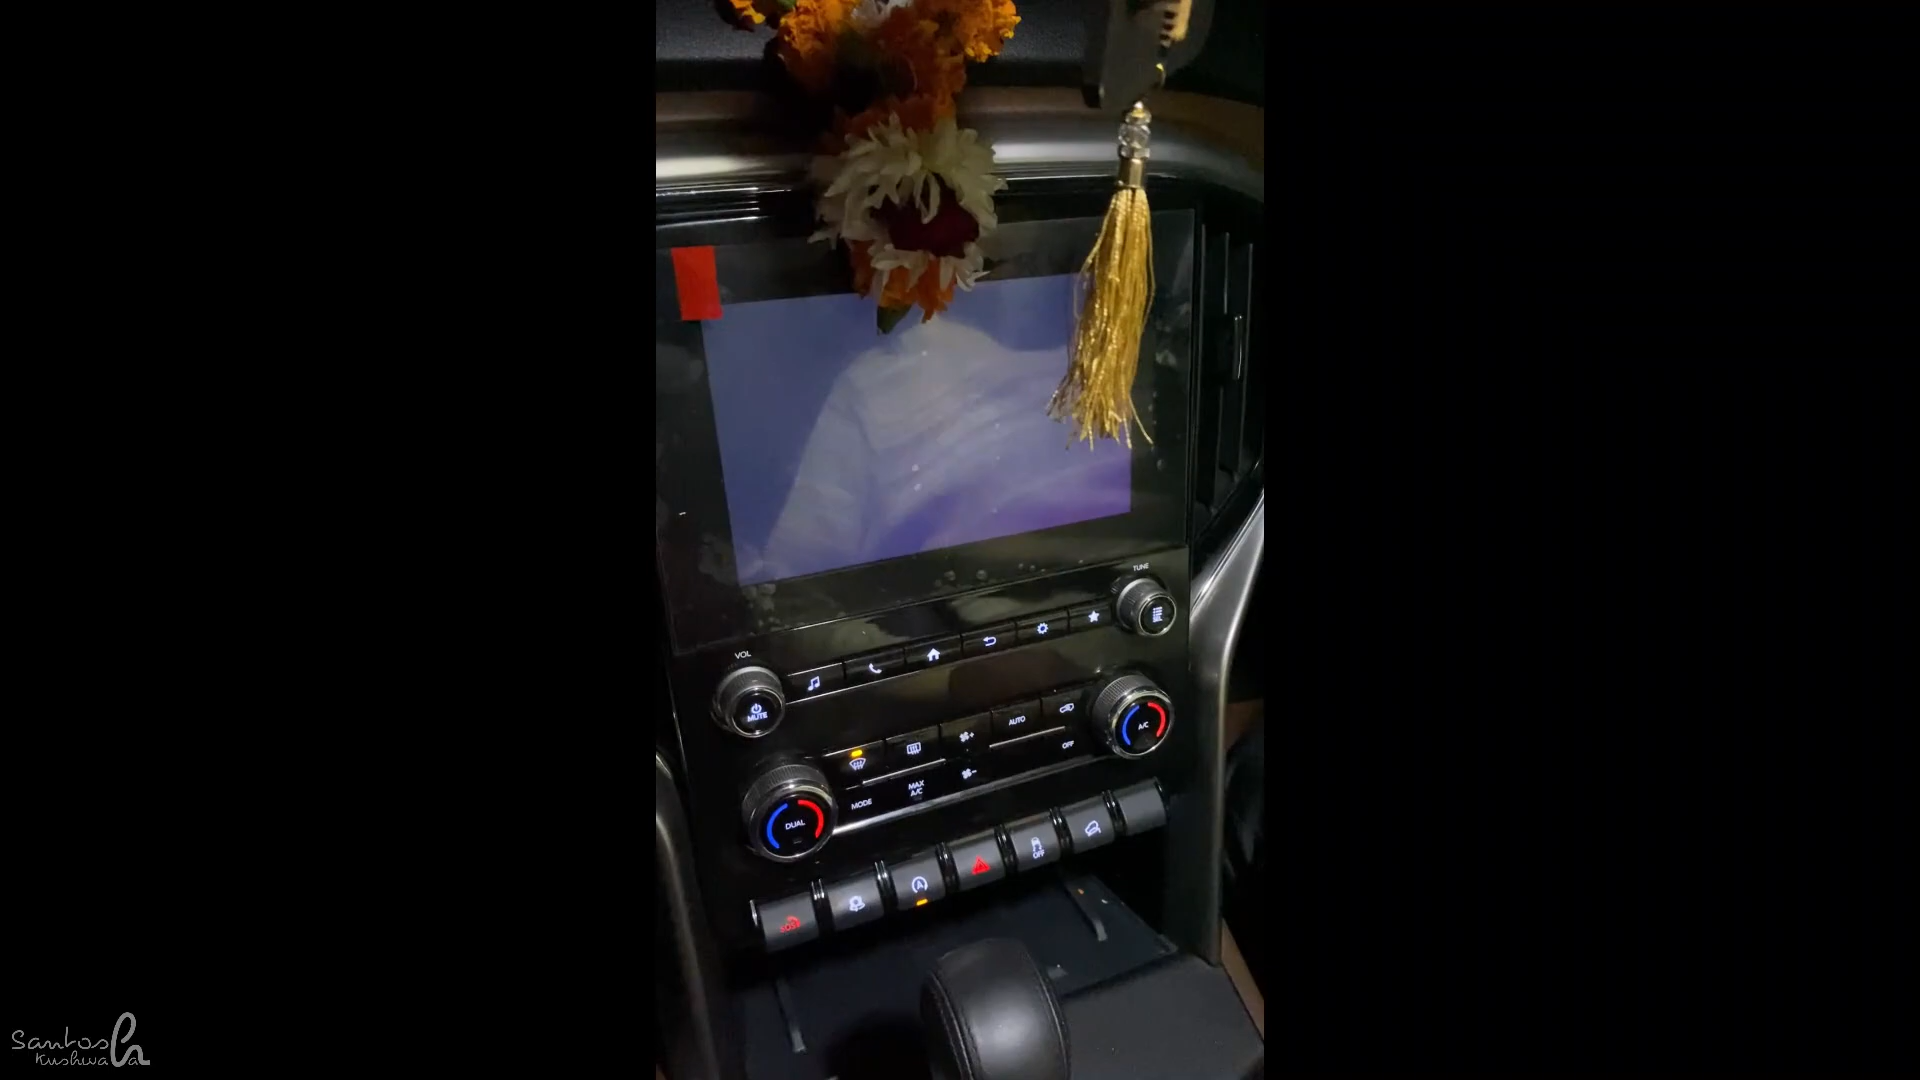 TUNE
VOL
MUTE
AUTO
A/C
OFF
MAX
A/C
MODE
DUAL
A
OFF
SOS
Santosh
Kushwaha